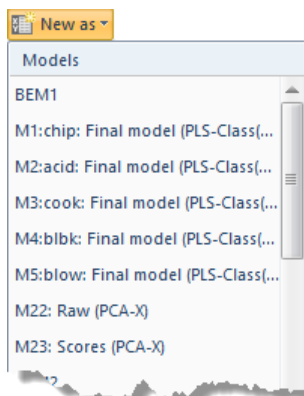 New as
Models
BEM1
M1:chip: Final model (PLS-Class(...
M2:acid: Final model (PLS-Class(...
M3:cook: Final model (PLS-Class(...
M4:blbk: Final model (PLS-Class(...
M5:blow: Final model (PLS-Class(...
M22: Raw (PCA-X)
M23: Scores (PCA-X)